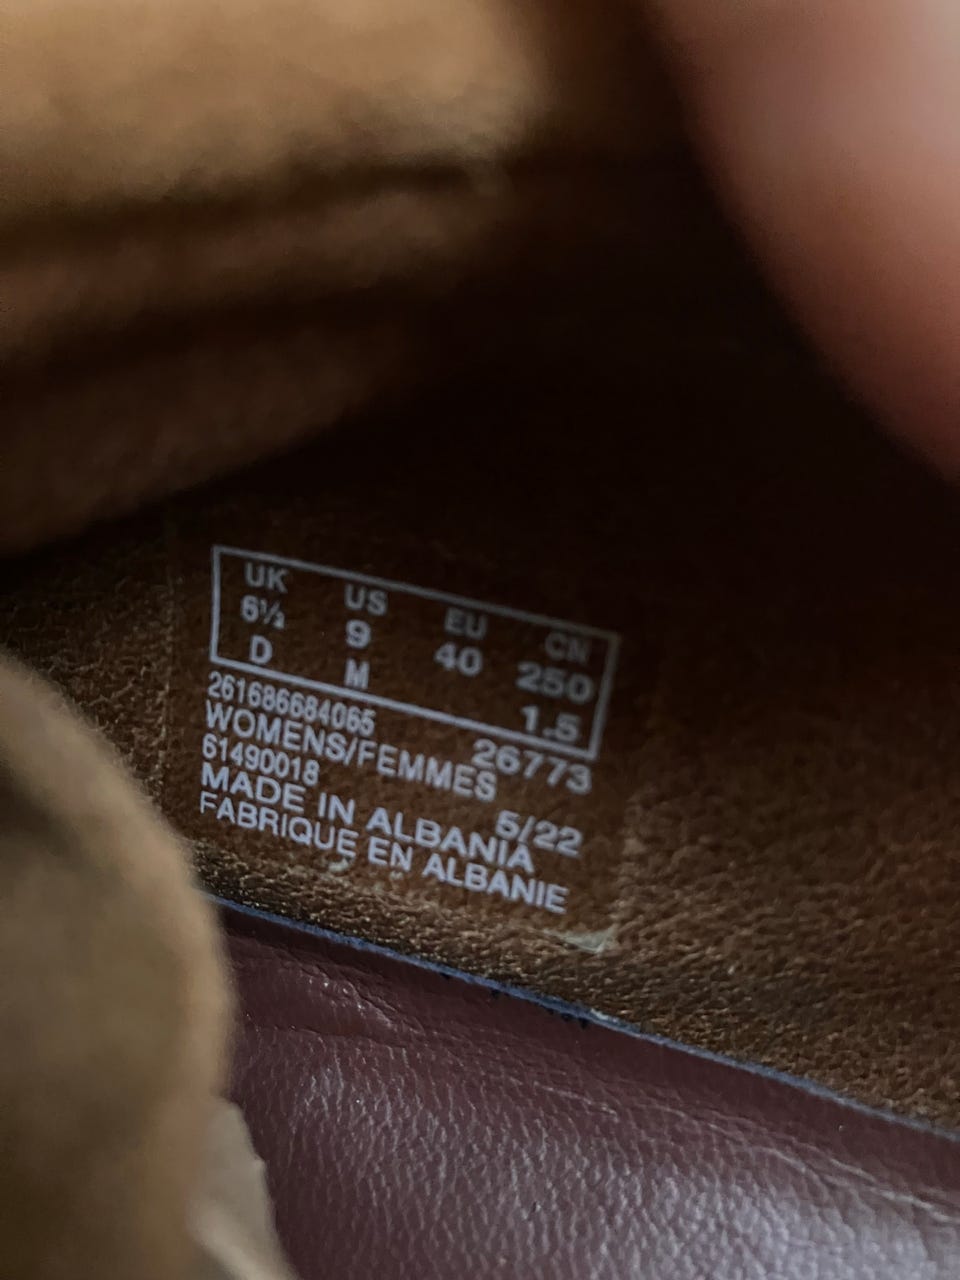 UK US EU CN
6½ 9 40 250
D M 1.5
261686684065 26773
WOMENS/FEMMES
61490018 5/22
MADE IN ALBANIA
FABRIQUE EN ALBANIE